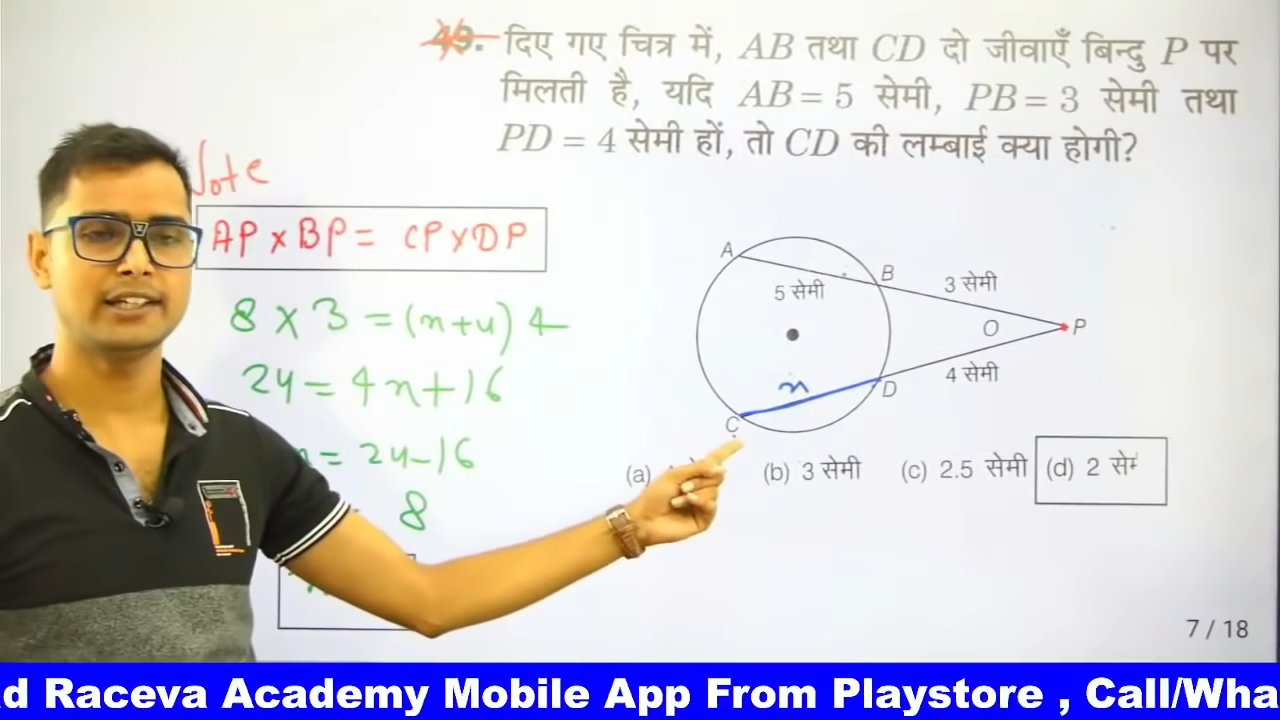 49. दिए गए चित्र में, AB तथा CD दो जीवाएँ बिन्दु P पर
मिलती है, यदि AB = 5 सेमी, PB = 3 सेमी तथा
PD = 4 सेमी हों, तो CD की लम्बाई क्या होगी?
Note
AP × BP = CP × DP
8 × 3 = (n+4) 4
24 = 4n+16
= 24-16
8
A
B
3 सेमी
5 सेमी
O
P
n
4 सेमी
D
C
(a)
(b) 3 सेमी
(c) 2.5 सेमी
(d) 2
7 / 18
Raceva Academy Mobile App From Playstore , Call/Wha